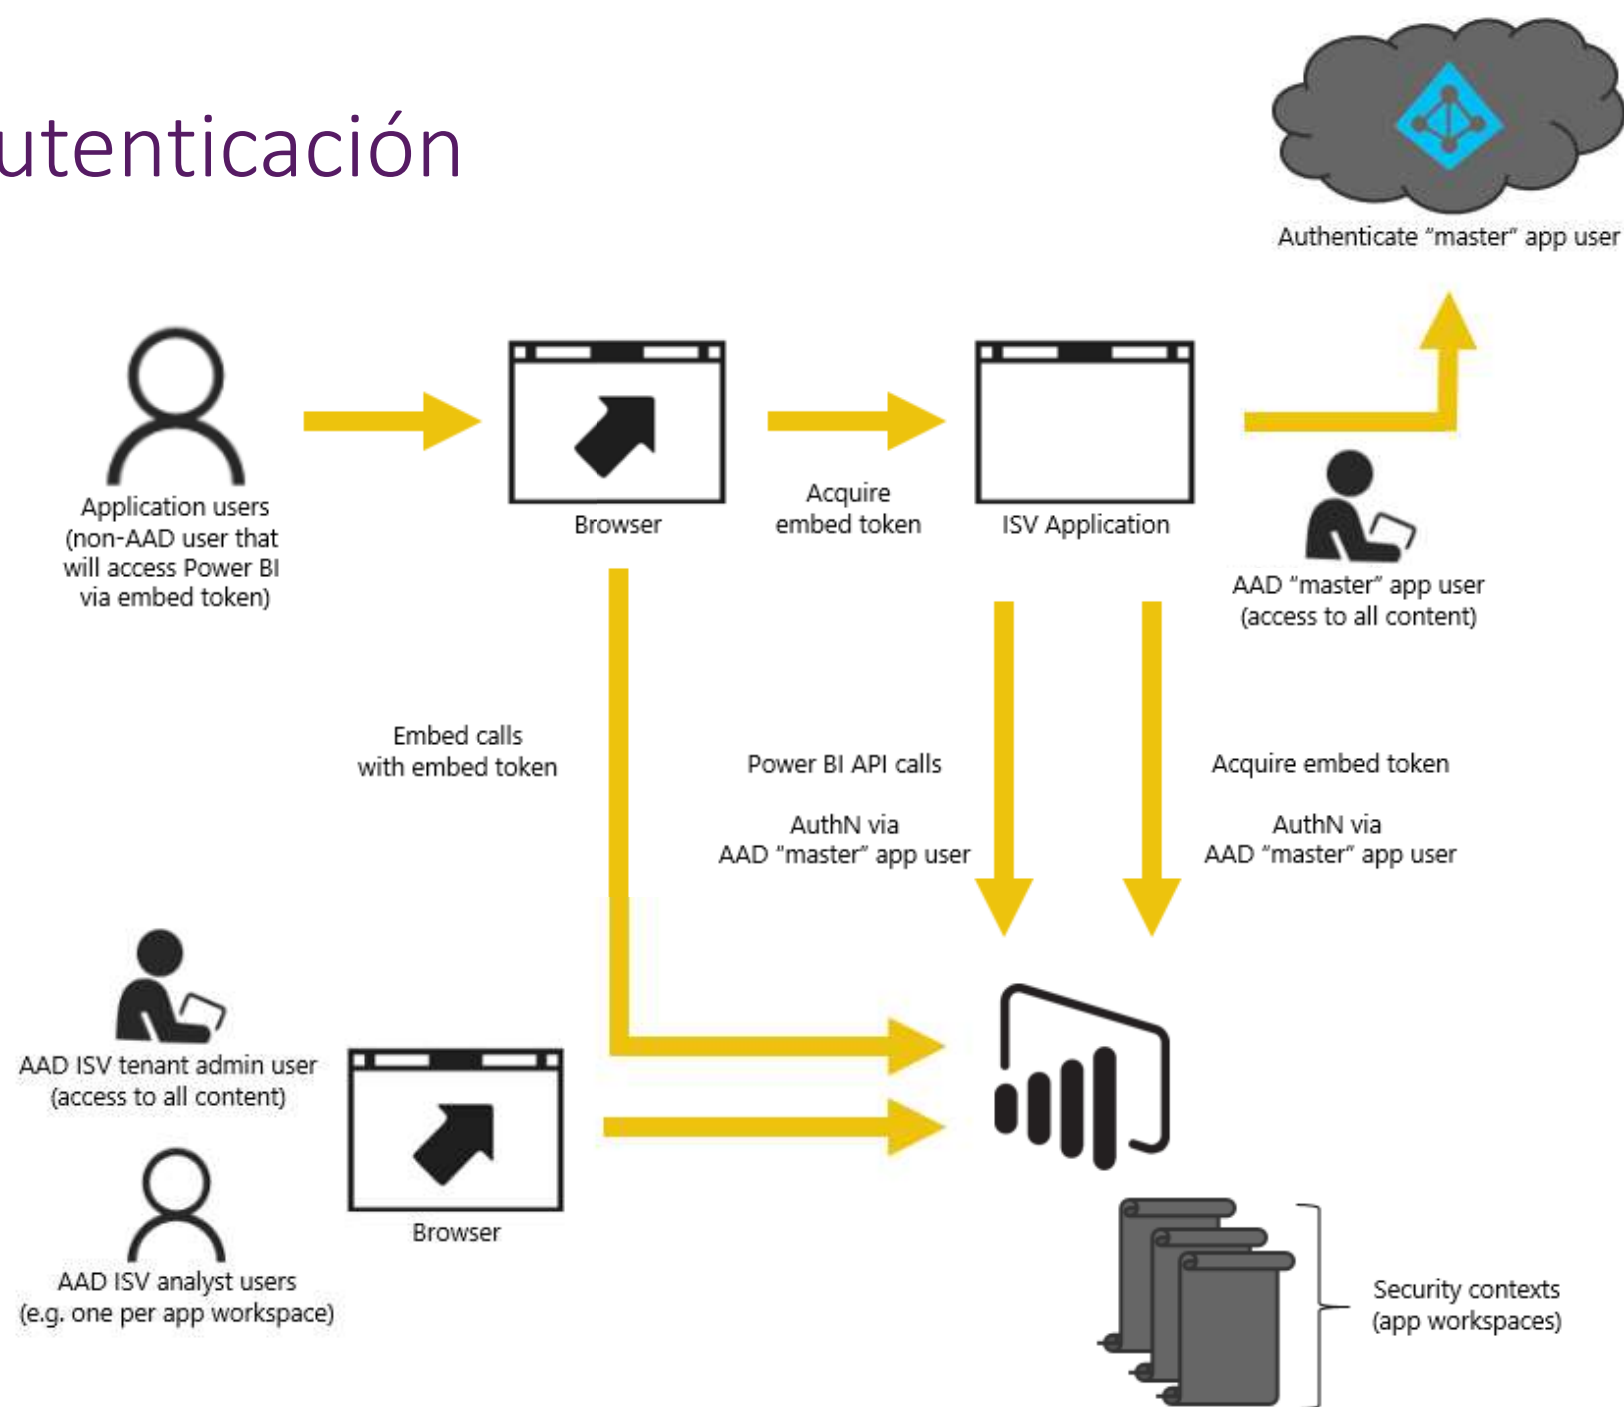 utenticación
Authenticate “master” app user
Application users
(non-AAD user that
will access Power BI
via embed token)
Browser
Acquire
embed token
ISV Application
AAD “master” app user
(access to all content)
Embed calls
with embed token
Power BI API calls
AuthN via
AAD “master” app user
Acquire embed token
AuthN via
AAD “master” app user
AAD ISV tenant admin user
(access to all content)
Browser
AAD ISV analyst users
(e.g. one per app workspace)
Security contexts
(app workspaces)